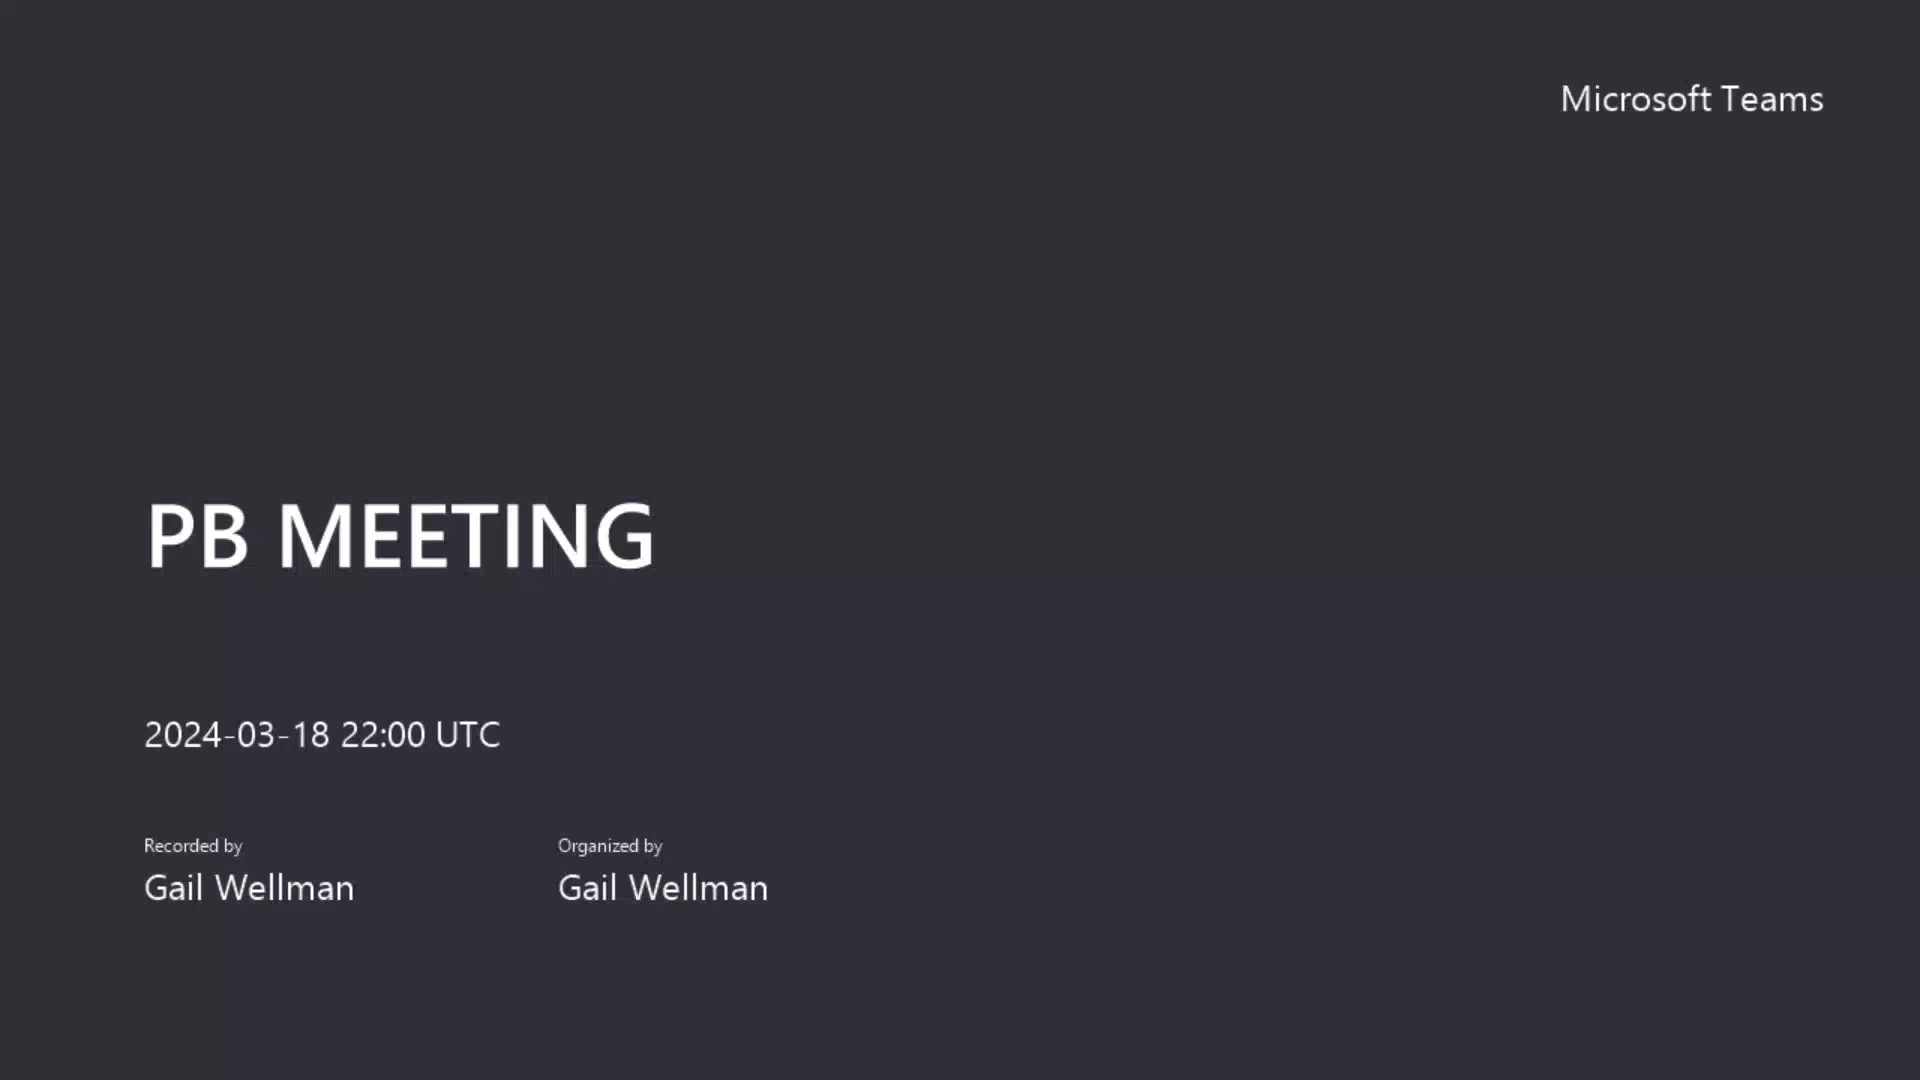 Microsoft Teams
PB MEETING
2024-03-18 22:00 UTC
Recorded by
Gail Wellman
Organized by
Gail Wellman